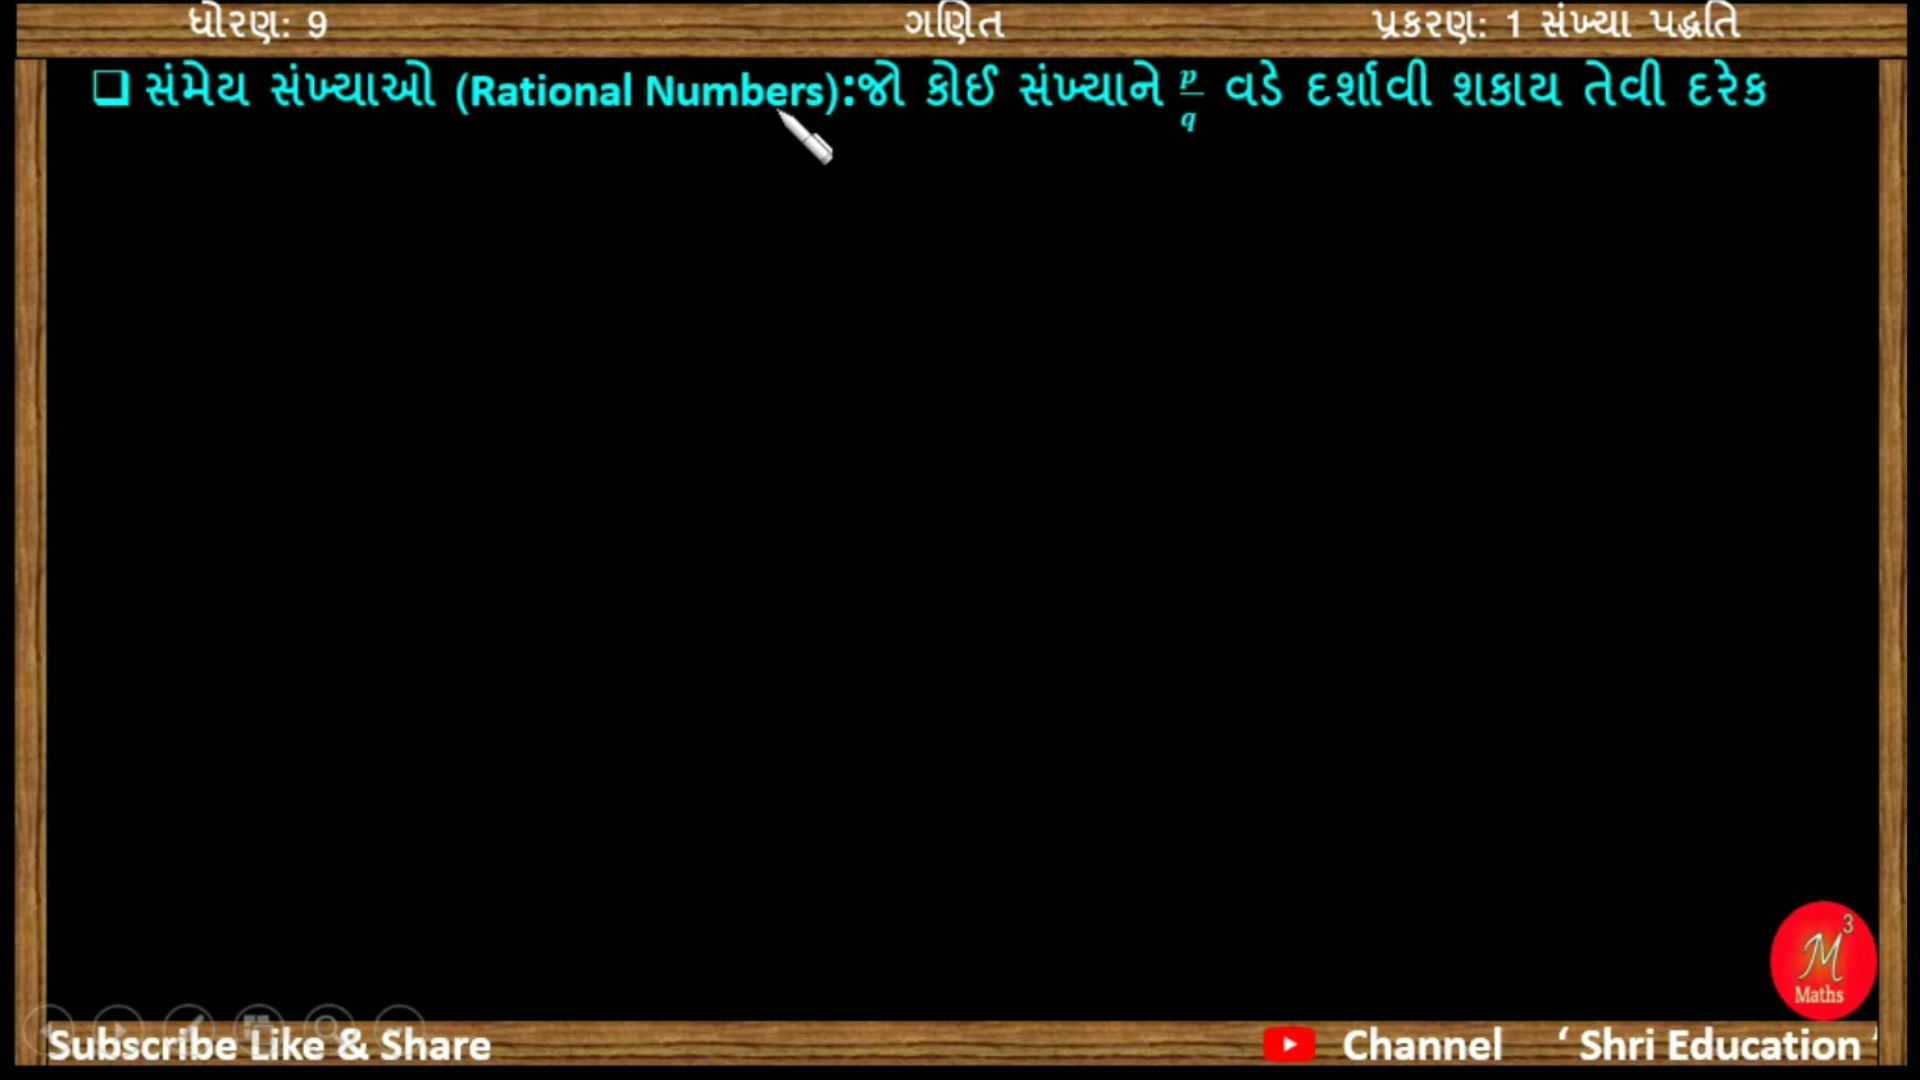 ધોરણ: 9 ગણિત પ્રકરણ: 1 સંખ્યા પદ્ધતિ
❑ સંમેય સંખ્યાઓ (Rational Numbers):જો કોઈ સંખ્યાને p/q વડે દર્શાવી શકાય તેવી દરેક
M³
Maths
Subscribe Like & Share Channel ‘ Shri Education ’